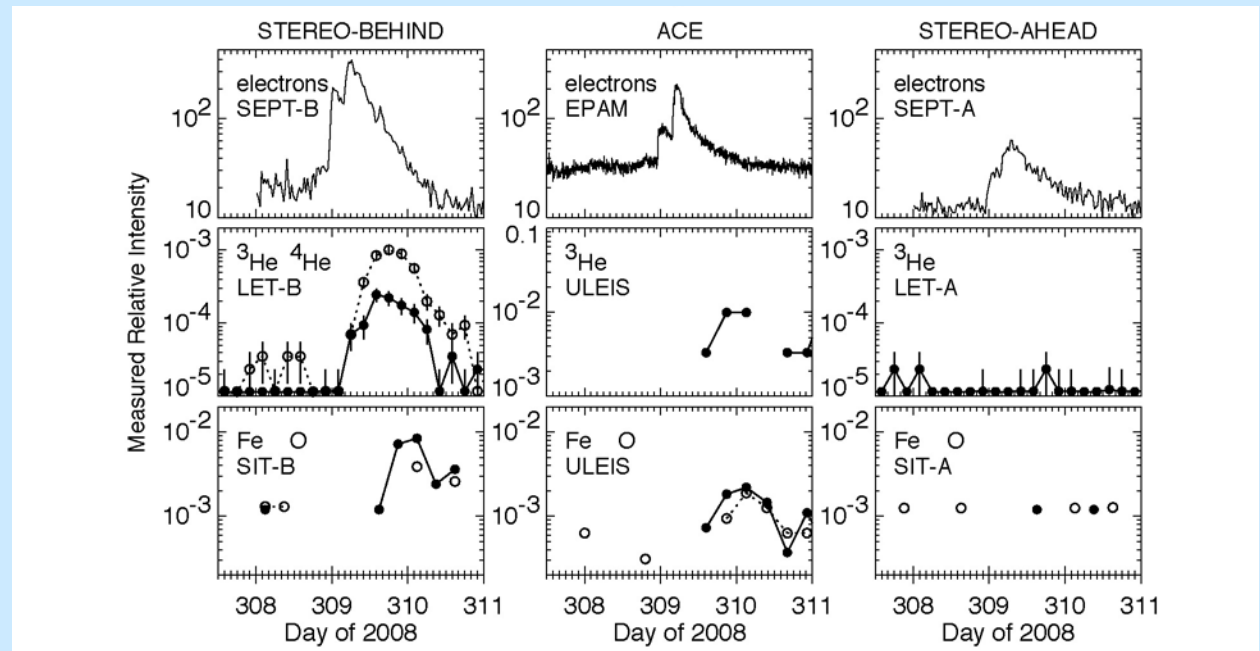 STEREO-BEHIND
ACE
STEREO-AHEAD
Measured Relative Intensity
electrons
SEPT-B
10²
10
electrons
EPAM
10²
10
electrons
SEPT-A
10²
10
³He ⁴He
LET-B
10⁻³
10⁻⁴
10⁻⁵
³He
ULEIS
0.1
10⁻²
10⁻³
³He
LET-A
10⁻³
10⁻⁴
10⁻⁵
Fe O
SIT-B
10⁻²
10⁻³
Fe O
ULEIS
10⁻²
10⁻³
Fe O
SIT-A
10⁻²
10⁻³
308 309 310 311
Day of 2008
308 309 310 311
Day of 2008
308 309 310 311
Day of 2008